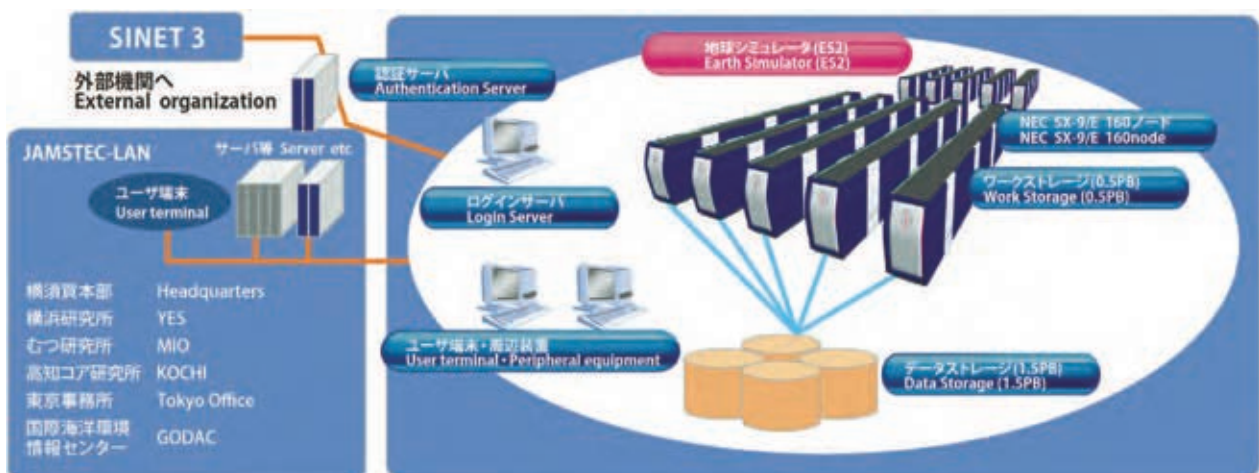 SINET 3
外部機関へ
External organization
認証サーバ
Authentication Server
地球シミュレータ(ES2)
Earth Simulator (ES2)
NEC SX-9/E 160ノード
NEC SX-9/E 160node
JAMSTEC-LAN
サーバ等 Server etc
ユーザ端末
User terminal
ログインサーバ
Login Server
ワークストレージ(0.5PB)
Work Storage (0.5PB)
横須賀本部 Headquarters
横浜研究所 YES
むつ研究所 MIO
高知コア研究所 KOCHI
東京事務所 Tokyo Office
国際海洋環境
情報センター GODAC
ユーザ端末・周辺装置
User terminal・Peripheral equipment
データストレージ(1.5PB)
Data Storage (1.5PB)